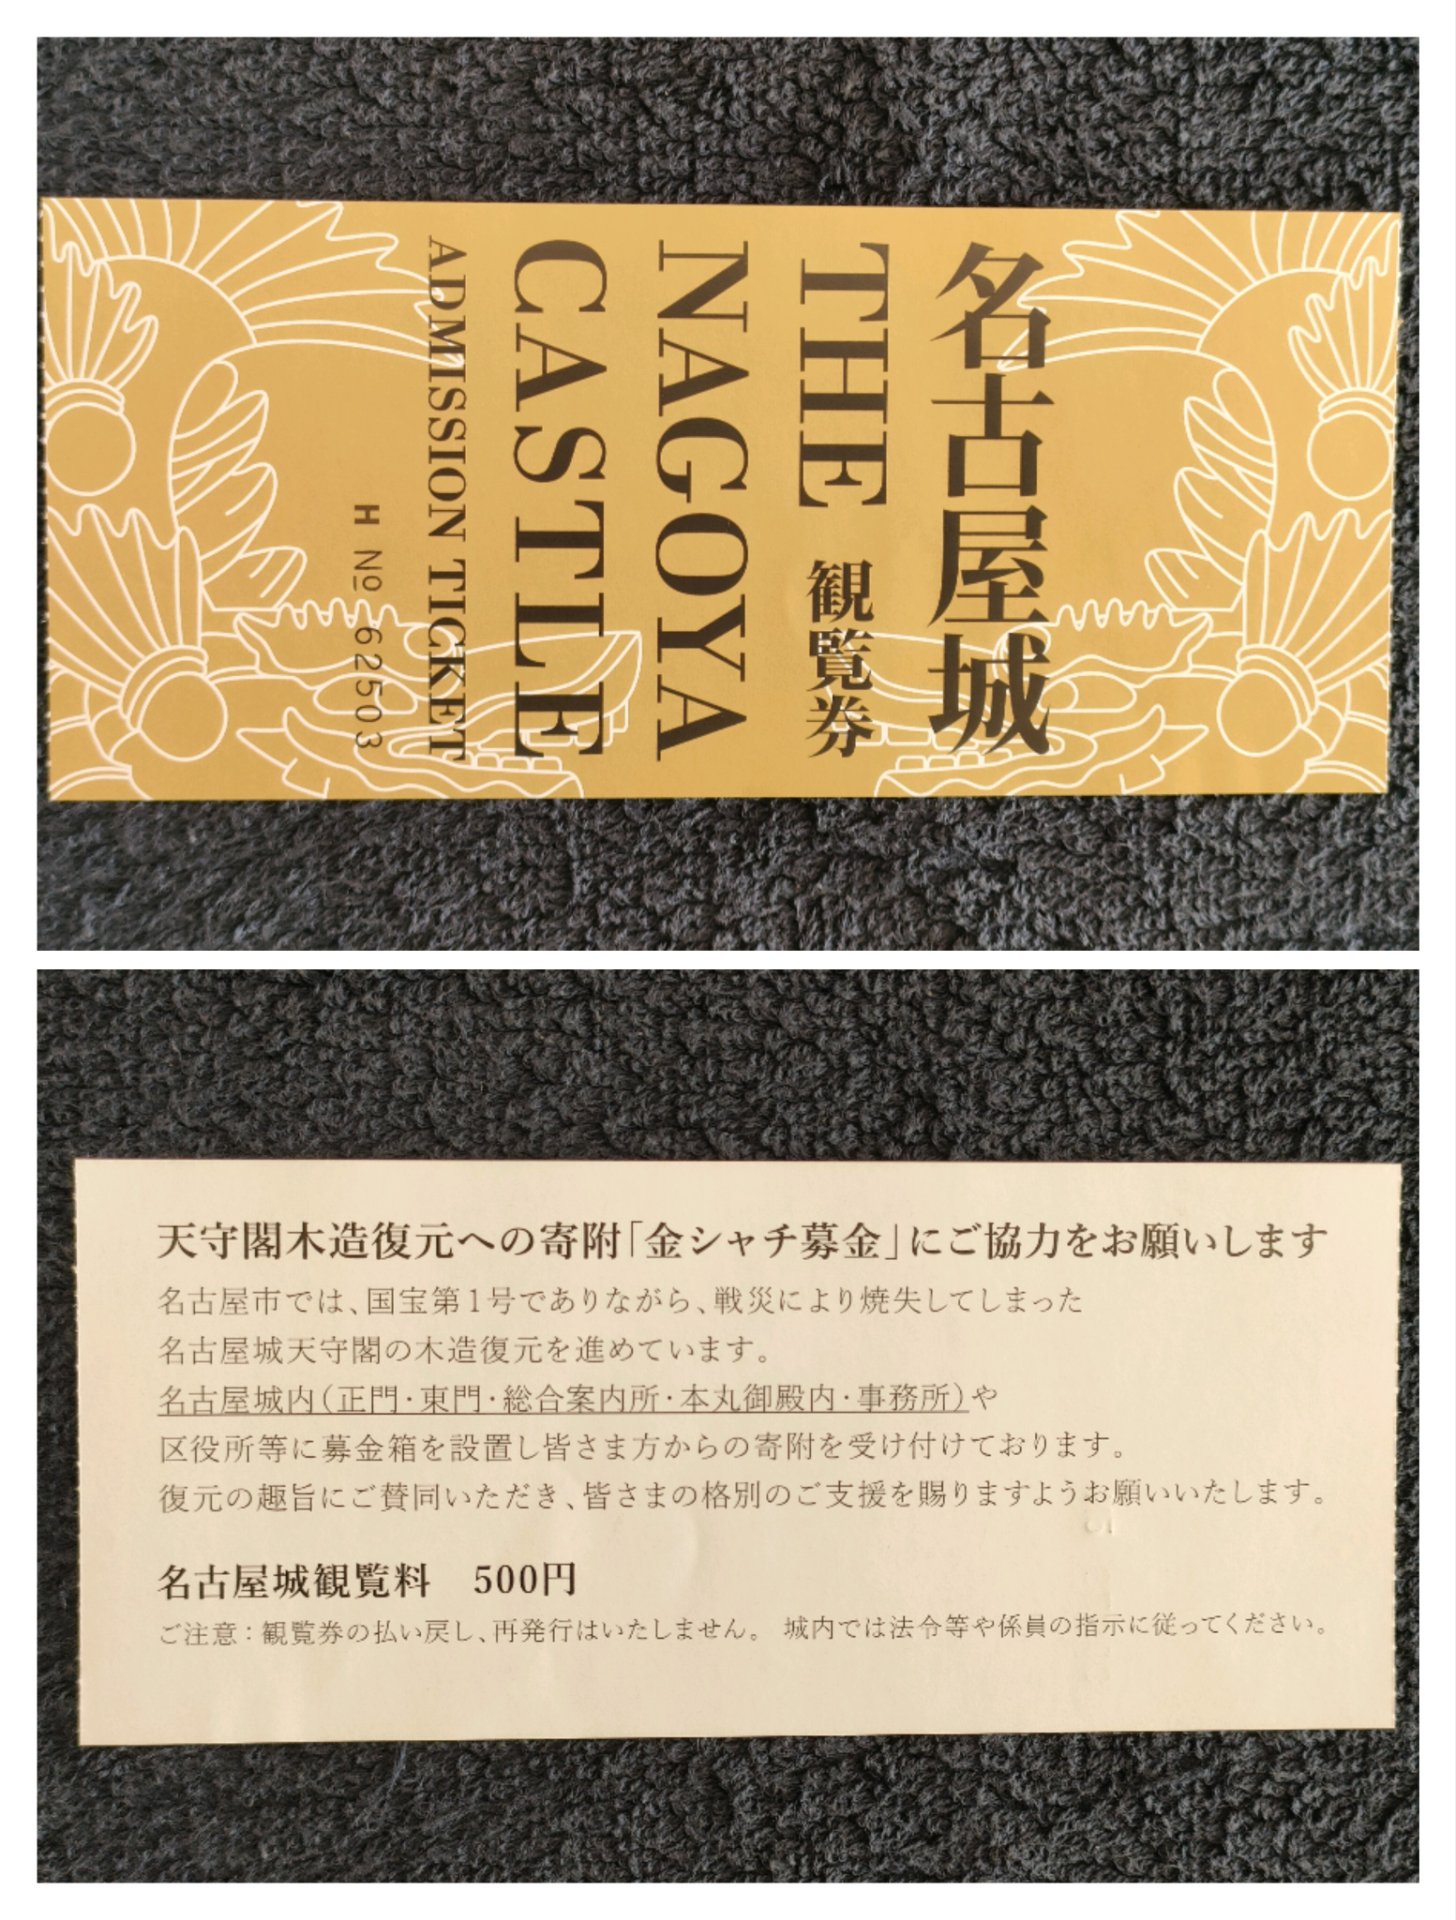 名古屋城
THE 観覧券
NAGOYA
CASTLE
ADMISSION TICKET
H № 62503
天守閣木造復元への寄附「金シャチ募金」にご協力をお願いします
名古屋市では、国宝第1号でありながら、戦災により焼失してしまった
名古屋城天守閣の木造復元を進めています。
名古屋城内(正門・東門・総合案内所・本丸御殿内・事務所)や
区役所等に募金箱を設置し皆さま方からの寄附を受け付けております。
復元の趣旨にご賛同いただき、皆さまの格別のご支援を賜りますようお願いいたします。
名古屋城観覧料　500円
ご注意：観覧券の払い戻し、再発行はいたしません。 城内では法令等や係員の指示に従ってください。